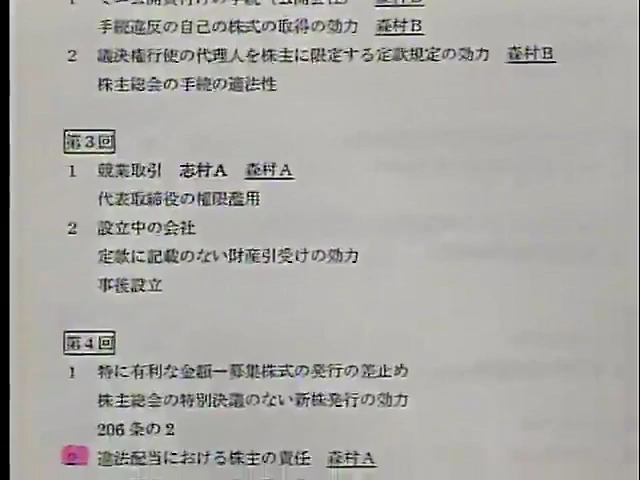 手続違反の自己の株式の取得の効力 森村B
2 議決権行使の代理人を株主に限定する定款規定の効力 森村B
株主総会の手続の適法性
第3回
1 競業取引 志村A 森村A
代表取締役の権限濫用
2 設立中の会社
定款に記載のない財産引受けの効力
事後設立
第4回
1 特に有利な金額―募集株式の発行の差止め
株主総会の特別決議のない新株発行の効力
206条の2
2 違法配当における株主の責任 森村A